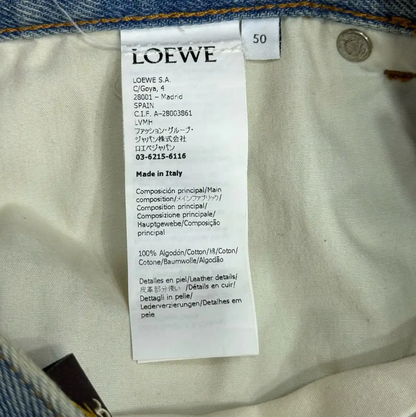 LOEWE
50
LOEWE S.A.
C/Goya, 4
28001 – Madrid
SPAIN
C.I.F. A-28003861
LVMH
ファッション・グループ・
ジャパン株式会社
ロエベジャパン
03-6215-6116
Made in Italy
Composición principal/Main
composition/メインファブリック/
Composition principal/
Composizione principale/
Hauptgewebe/Composição
principal
100% Algodón/Cotton/綿/Coton/
Cotone/Baumwolle/Algodão
Detalles en piel/Leather details/
皮革部分使い /Détails en cuir/
Dettagli in pelle/
Lederverzierungen/Detalhes em
pele